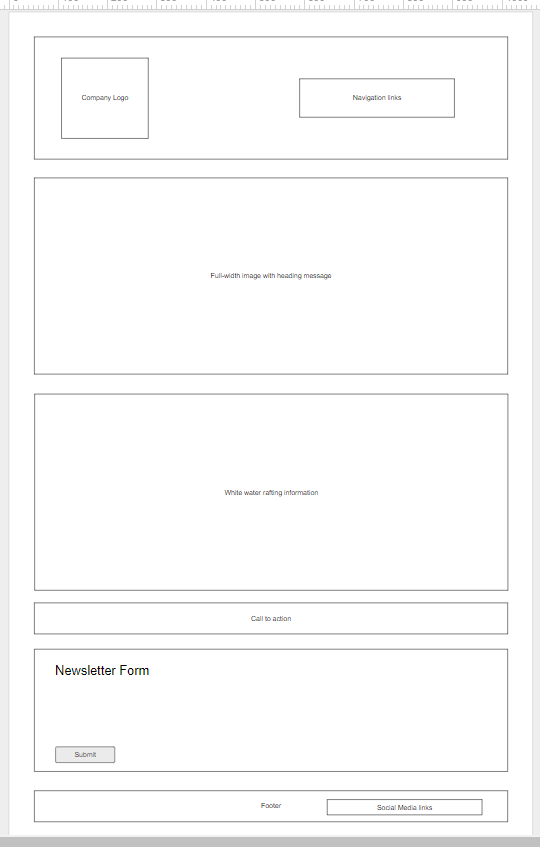 Company Logo
Navigation links
Full-width image with heading message
White water rafting information
Call to action
Newsletter Form
Submit
Footer
Social Media links